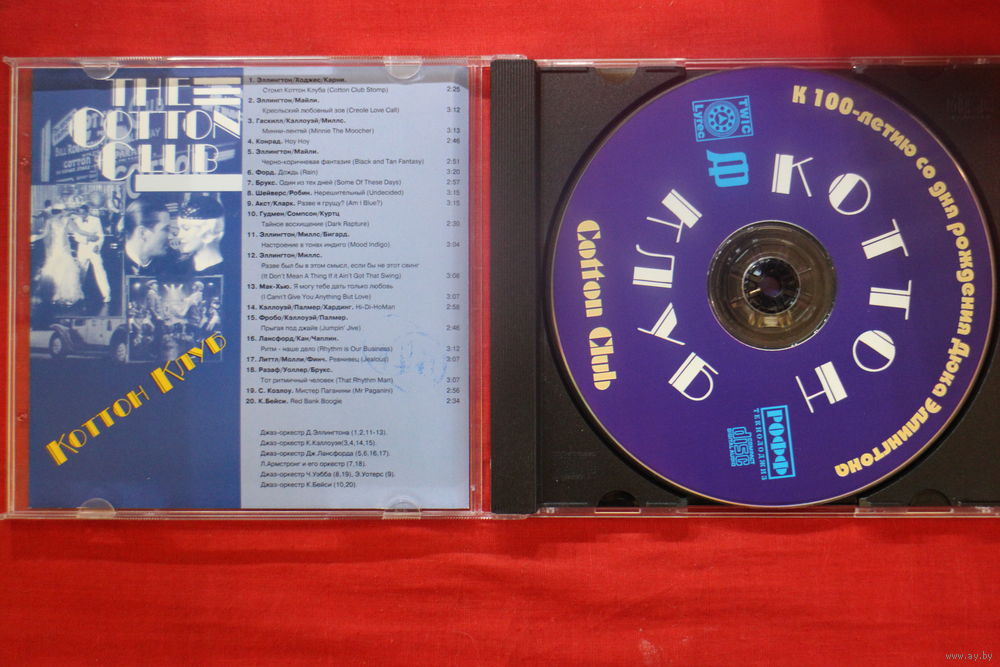 THE
COTTON
CLUB
КОТТОН КЛУБ
1. Эллингтон/Ходжес/Карни.
Стомп Коттон Клуба (Cotton Club Stomp) 2:25
2. Эллингтон/Майли.
Креольский любовный зов (Creole Love Call) 3:12
3. Гаскилл/Кэллоуэй/Миллс.
Минни-лентяй (Minnie The Moocher) 3:13
4. Конрад. Hoy Hoy 2:46
5. Эллингтон/Майли.
Черно-коричневая фантазия (Black and Tan Fantasy) 2:51
6. Форд. Дождь (Rain) 3:20
7. Брукс. Один из тех дней (Some Of These Days) 2:57
8. Шейверс/Робин. Нерешительный (Undecided) 3:15
9. Акст/Кларк. Разве я грущу? (Am I Blue?) 3:15
10. Гудмен/Сомпсон/Куртц
Тайное восхищение (Dark Rapture) 2:30
11. Эллингтон/Миллс/Бигард.
Настроение в тонах индиго (Mood Indigo) 3:04
12. Эллингтон/Миллс.
Разве был бы в этом смысл, если бы не этот свинг
(It Don't Mean A Thing If It Ain't Got That Swing) 3:08
13. Мак-Хью. Я могу тебе дать только любовь
(I Cann't Give You Anything But Love) 3:07
14. Кэллоуэй/Палмер/Хардинг. Hi-Di-HoMan 2:58
15. Фробо/Кэллоуэй/Палмер.
Прыгая под джайв (Jumpin' Jive) 2:46
16. Лансфорд/Кан/Чаплин.
Ритм - наше дело (Rhythm is Our Business) 3:12
17. Литтл/Молли/Финч. Ревнивец (Jealous) 3:07
18. Разаф/Уоллер/Брукс.
Тот ритмичный человек (That Rhythm Man) 3:07
19. С. Козлоу. Мистер Паганини (Mr Paganini) 2:56
20. К.Бейси. Red Bank Boogie 2:34
Джаз-оркестр Д.Эллингтона (1,2,11-13).
Джаз-оркестр К.Каллоуэя(3,4,14,15).
Джаз-оркестр Дж.Лансфорда (5,6,16,17).
Л.Армстронг и его оркестр (7,18).
Джаз-оркестр Ч.Уэбба (8,19), Э.Уотерс (9).
Джаз-оркестр К.Бейси (10,20).
К 100-летию со дня рождения Дюка Эллингтона
TWIC
Lyrec
КОТТОН
КЛУБ
Cotton Club
РОФФ
ТЕКНОЛОДЖИЗ
COMPACT
disc
DIGITAL AUDIO
www.ay.by